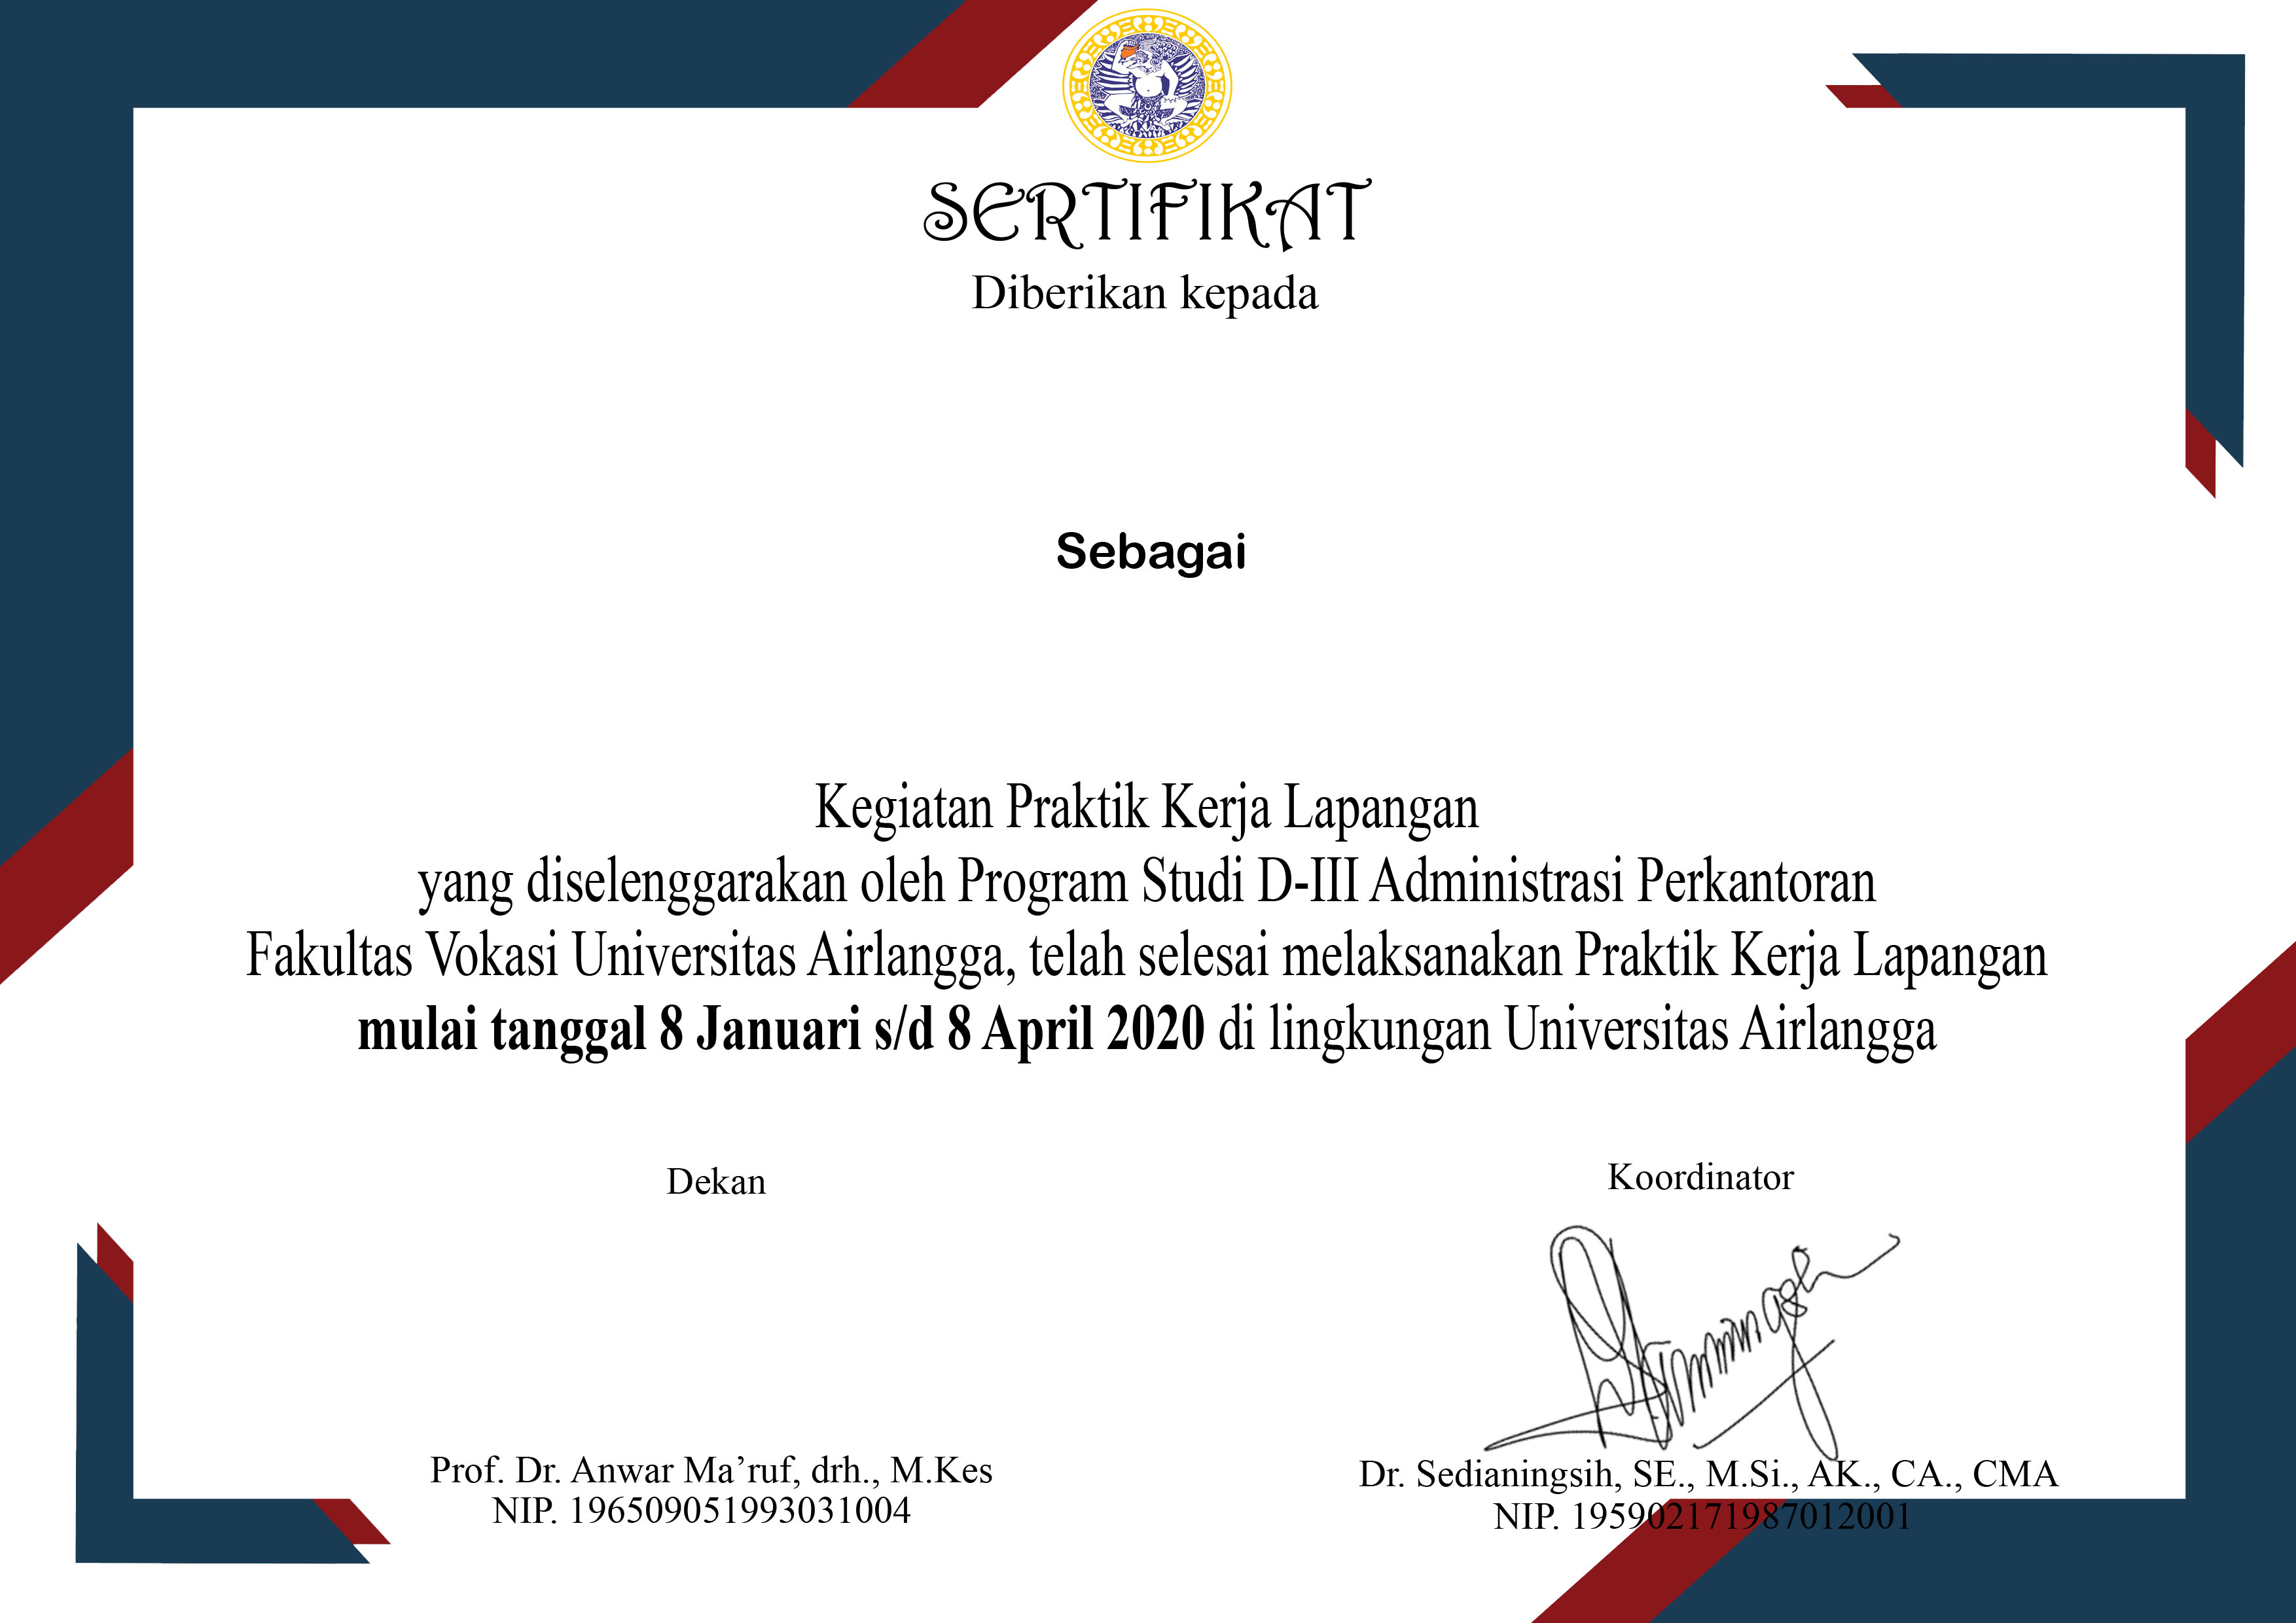 SERTIFIKAT
Diberikan kepada
Sebagai
Kegiatan Praktik Kerja Lapangan
yang diselenggarakan oleh Program Studi D-III Administrasi Perkantoran
Fakultas Vokasi Universitas Airlangga, telah selesai melaksanakan Praktik Kerja Lapangan
mulai tanggal 8 Januari s/d 8 April 2020 di lingkungan Universitas Airlangga
Dekan
Prof. Dr. Anwar Ma’ruf, drh., M.Kes
NIP. 196509051993031004
Koordinator
Dr. Sedianingsih, SE., M.Si., AK., CA., CMA
NIP. 195902171987012001